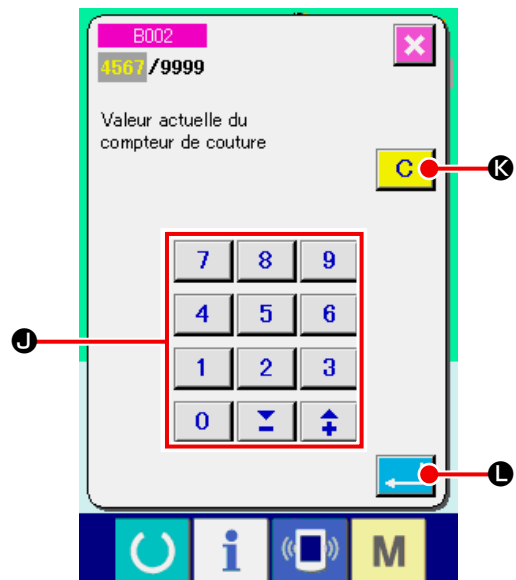 B002
4567/9999
Valeur actuelle du
compteur de couture
C
K
7 8 9
4 5 6
J
1 2 3
0
L
i M